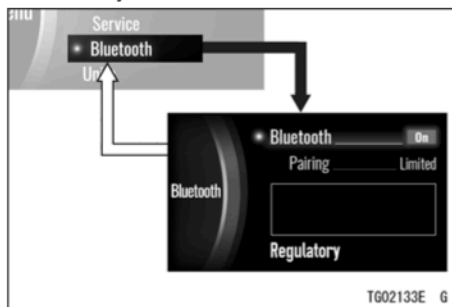 Service
Bluetooth
Bluetooth On
Pairing Limited
Bluetooth
Regulatory
TG02133E G